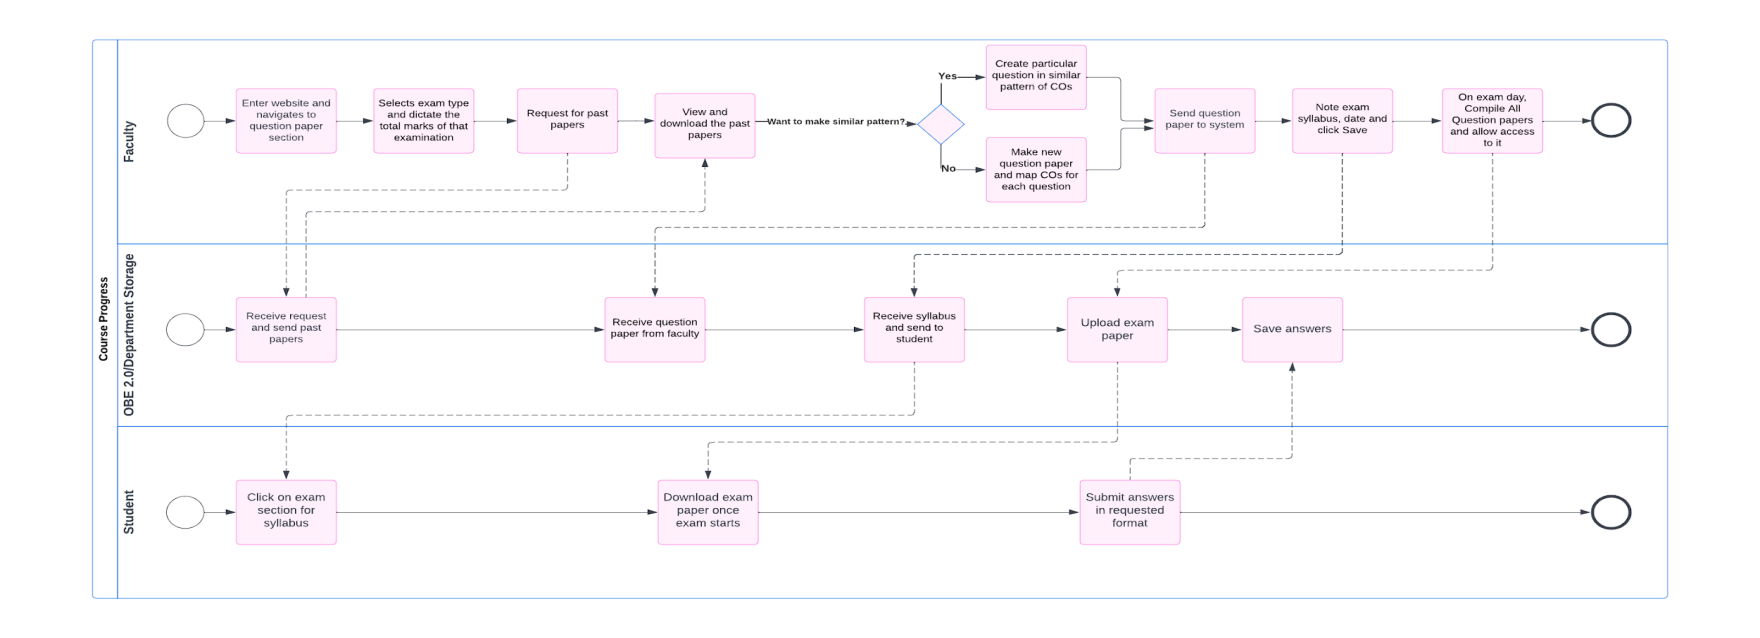 Course Progress
Faculty
Enter website and
navigates to
question paper
section
Selects exam type
and dictate the
total marks of that
examination
Request for past
papers
View and
download the past
papers
Want to make similar pattern?
Yes
No
Create particular
question in similar
pattern of COs
Make new
question paper
and map COs for
each question
Send question
paper to system
Note exam
syllabus, date and
click Save
On exam day,
Compile All
Question papers
and allow access
to it
OBE 2.0/Department Storage
Receive request
and send past
papers
Receive question
paper from faculty
Receive syllabus
and send to
student
Upload exam
paper
Save answers
Student
Click on exam
section for
syllabus
Download exam
paper once
exam starts
Submit answers
in requested
format